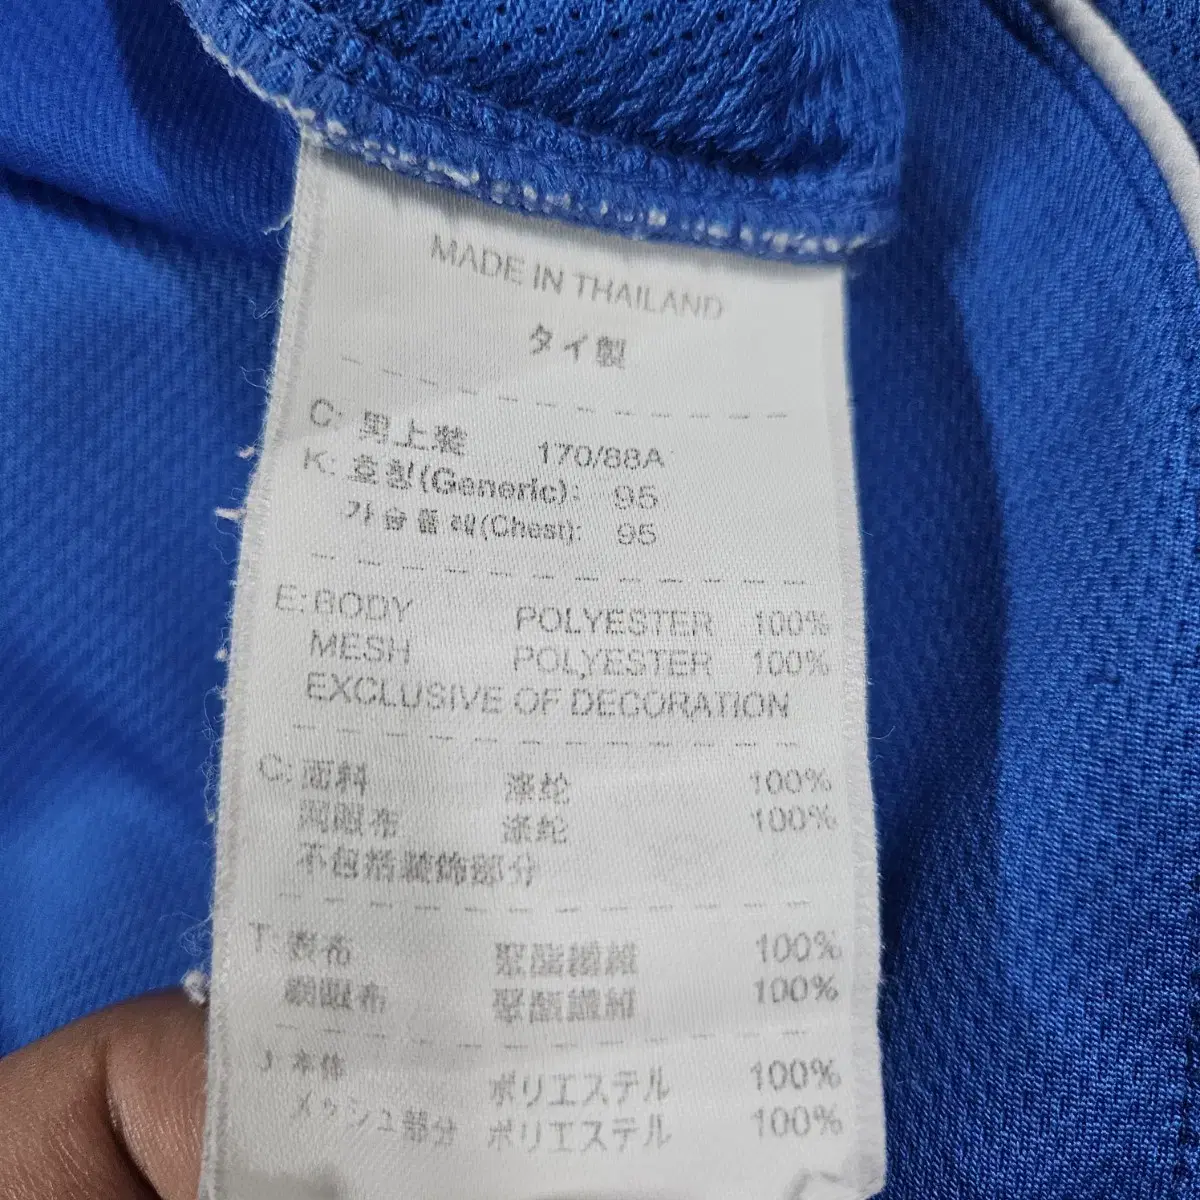 MADE IN THAILAND
タイ製
C: 男上装 170/88A
K: 호칭(Generic): 95
가슴둘레(Chest): 95
E: BODY POLYESTER 100%
MESH POLYESTER 100%
EXCLUSIVE OF DECORATION
C: 面料 涤纶 100%
洞眼布 涤纶 100%
不包括装饰部分
T: 表布 聚酯纖維 100%
網眼布 聚酯纖維 100%
J 本体 ポリエステル 100%
メッシュ部分 ポリエステル 100%